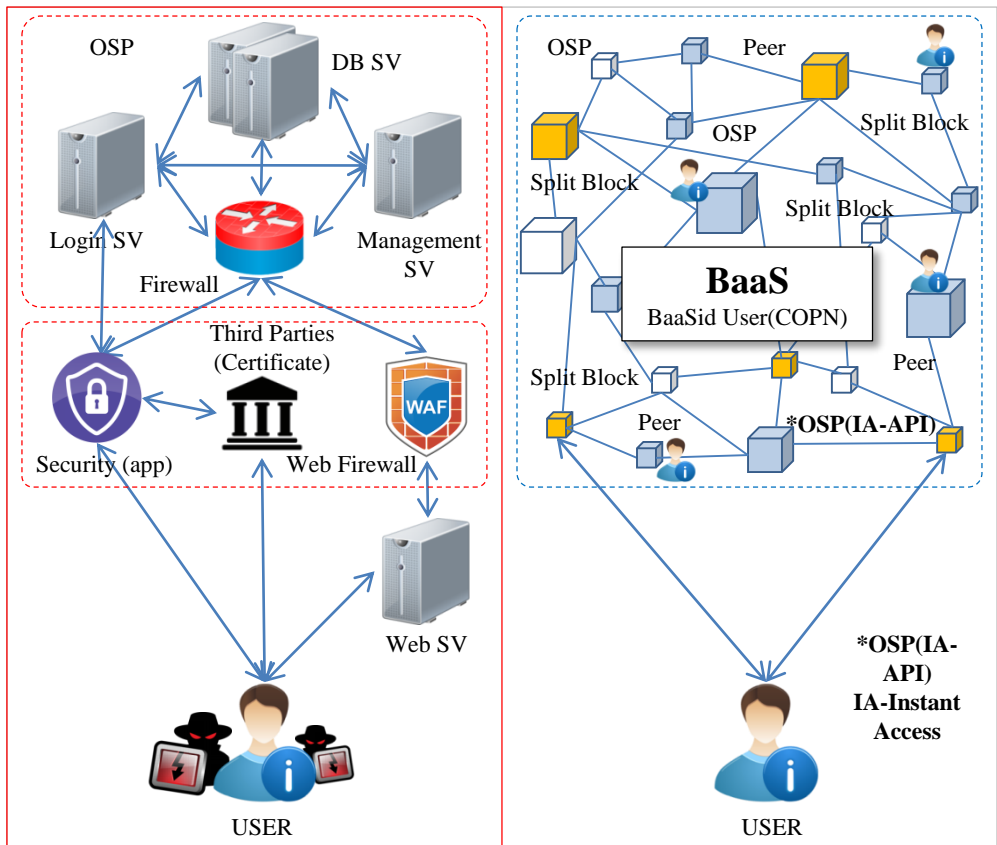 OSP
DB SV
Login SV
Management
SV
Firewall
Third Parties
(Certificate)
WAF
Security (app)
Web Firewall
Web SV
USER
OSP
Peer
Split Block
OSP
Split Block
Split Block
BaaS
BaaSid User(COPN)
Peer
Split Block
Peer
*OSP(IA-API)
*OSP(IA-
API)
IA-Instant
Access
USER